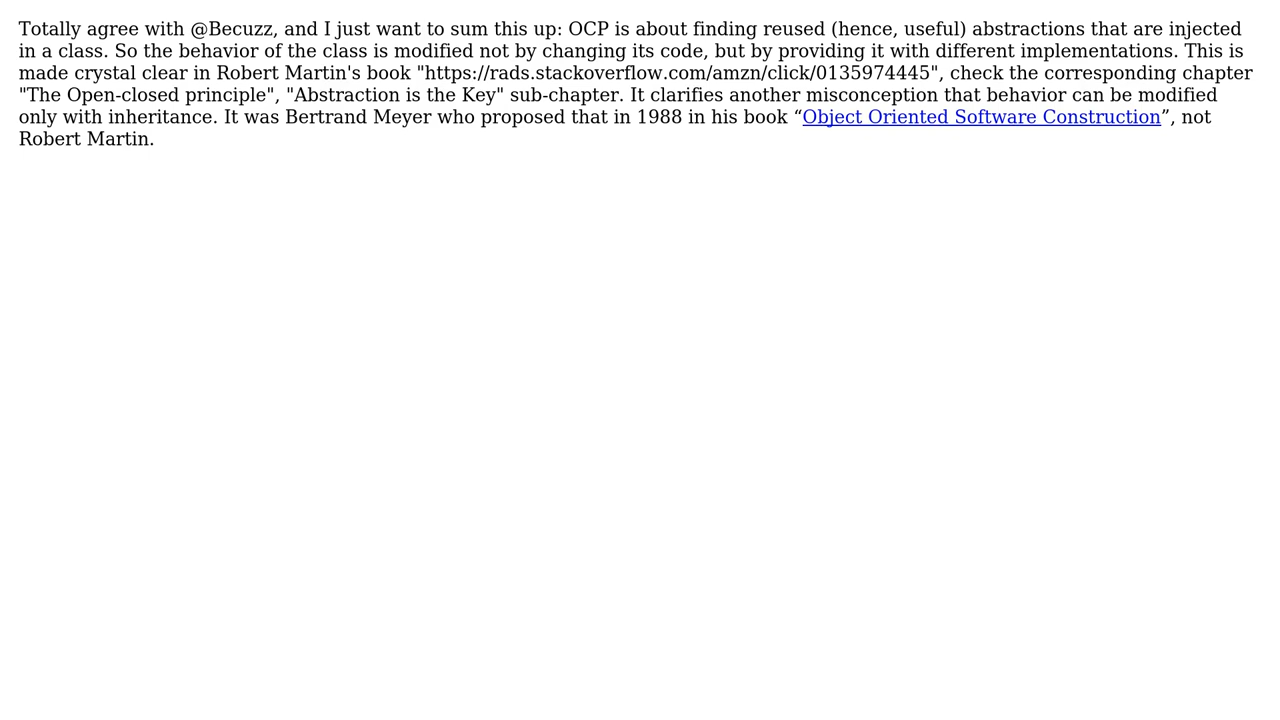 Totally agree with @Becuzz, and I just want to sum this up: OCP is about finding reused (hence, useful) abstractions that are injected
in a class. So the behavior of the class is modified not by changing its code, but by providing it with different implementations. This is
made crystal clear in Robert Martin's book "https://rads.stackoverflow.com/amzn/click/0135974445", check the corresponding chapter
"The Open-closed principle", "Abstraction is the Key" sub-chapter. It clarifies another misconception that behavior can be modified
only with inheritance. It was Bertrand Meyer who proposed that in 1988 in his book “Object Oriented Software Construction”, not
Robert Martin.